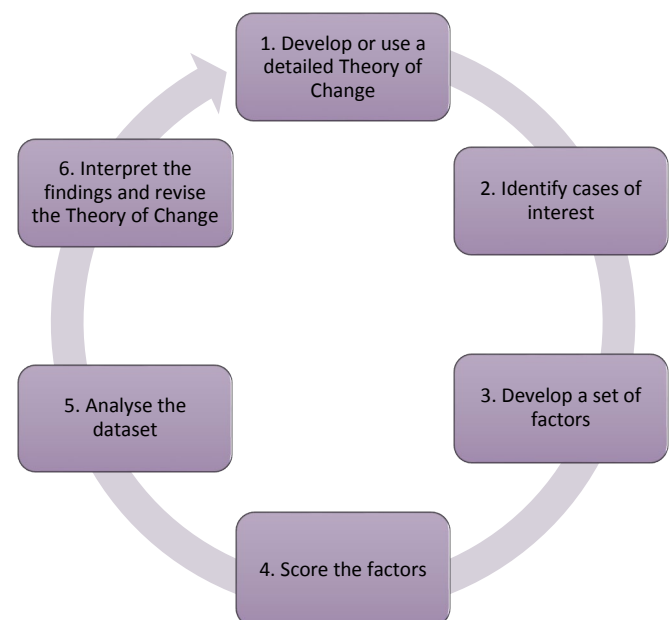 1. Develop or use a
detailed Theory of
Change
2. Identify cases of
interest
3. Develop a set of
factors
4. Score the factors
5. Analyse the
dataset
6. Interpret the
findings and revise
the Theory of Change